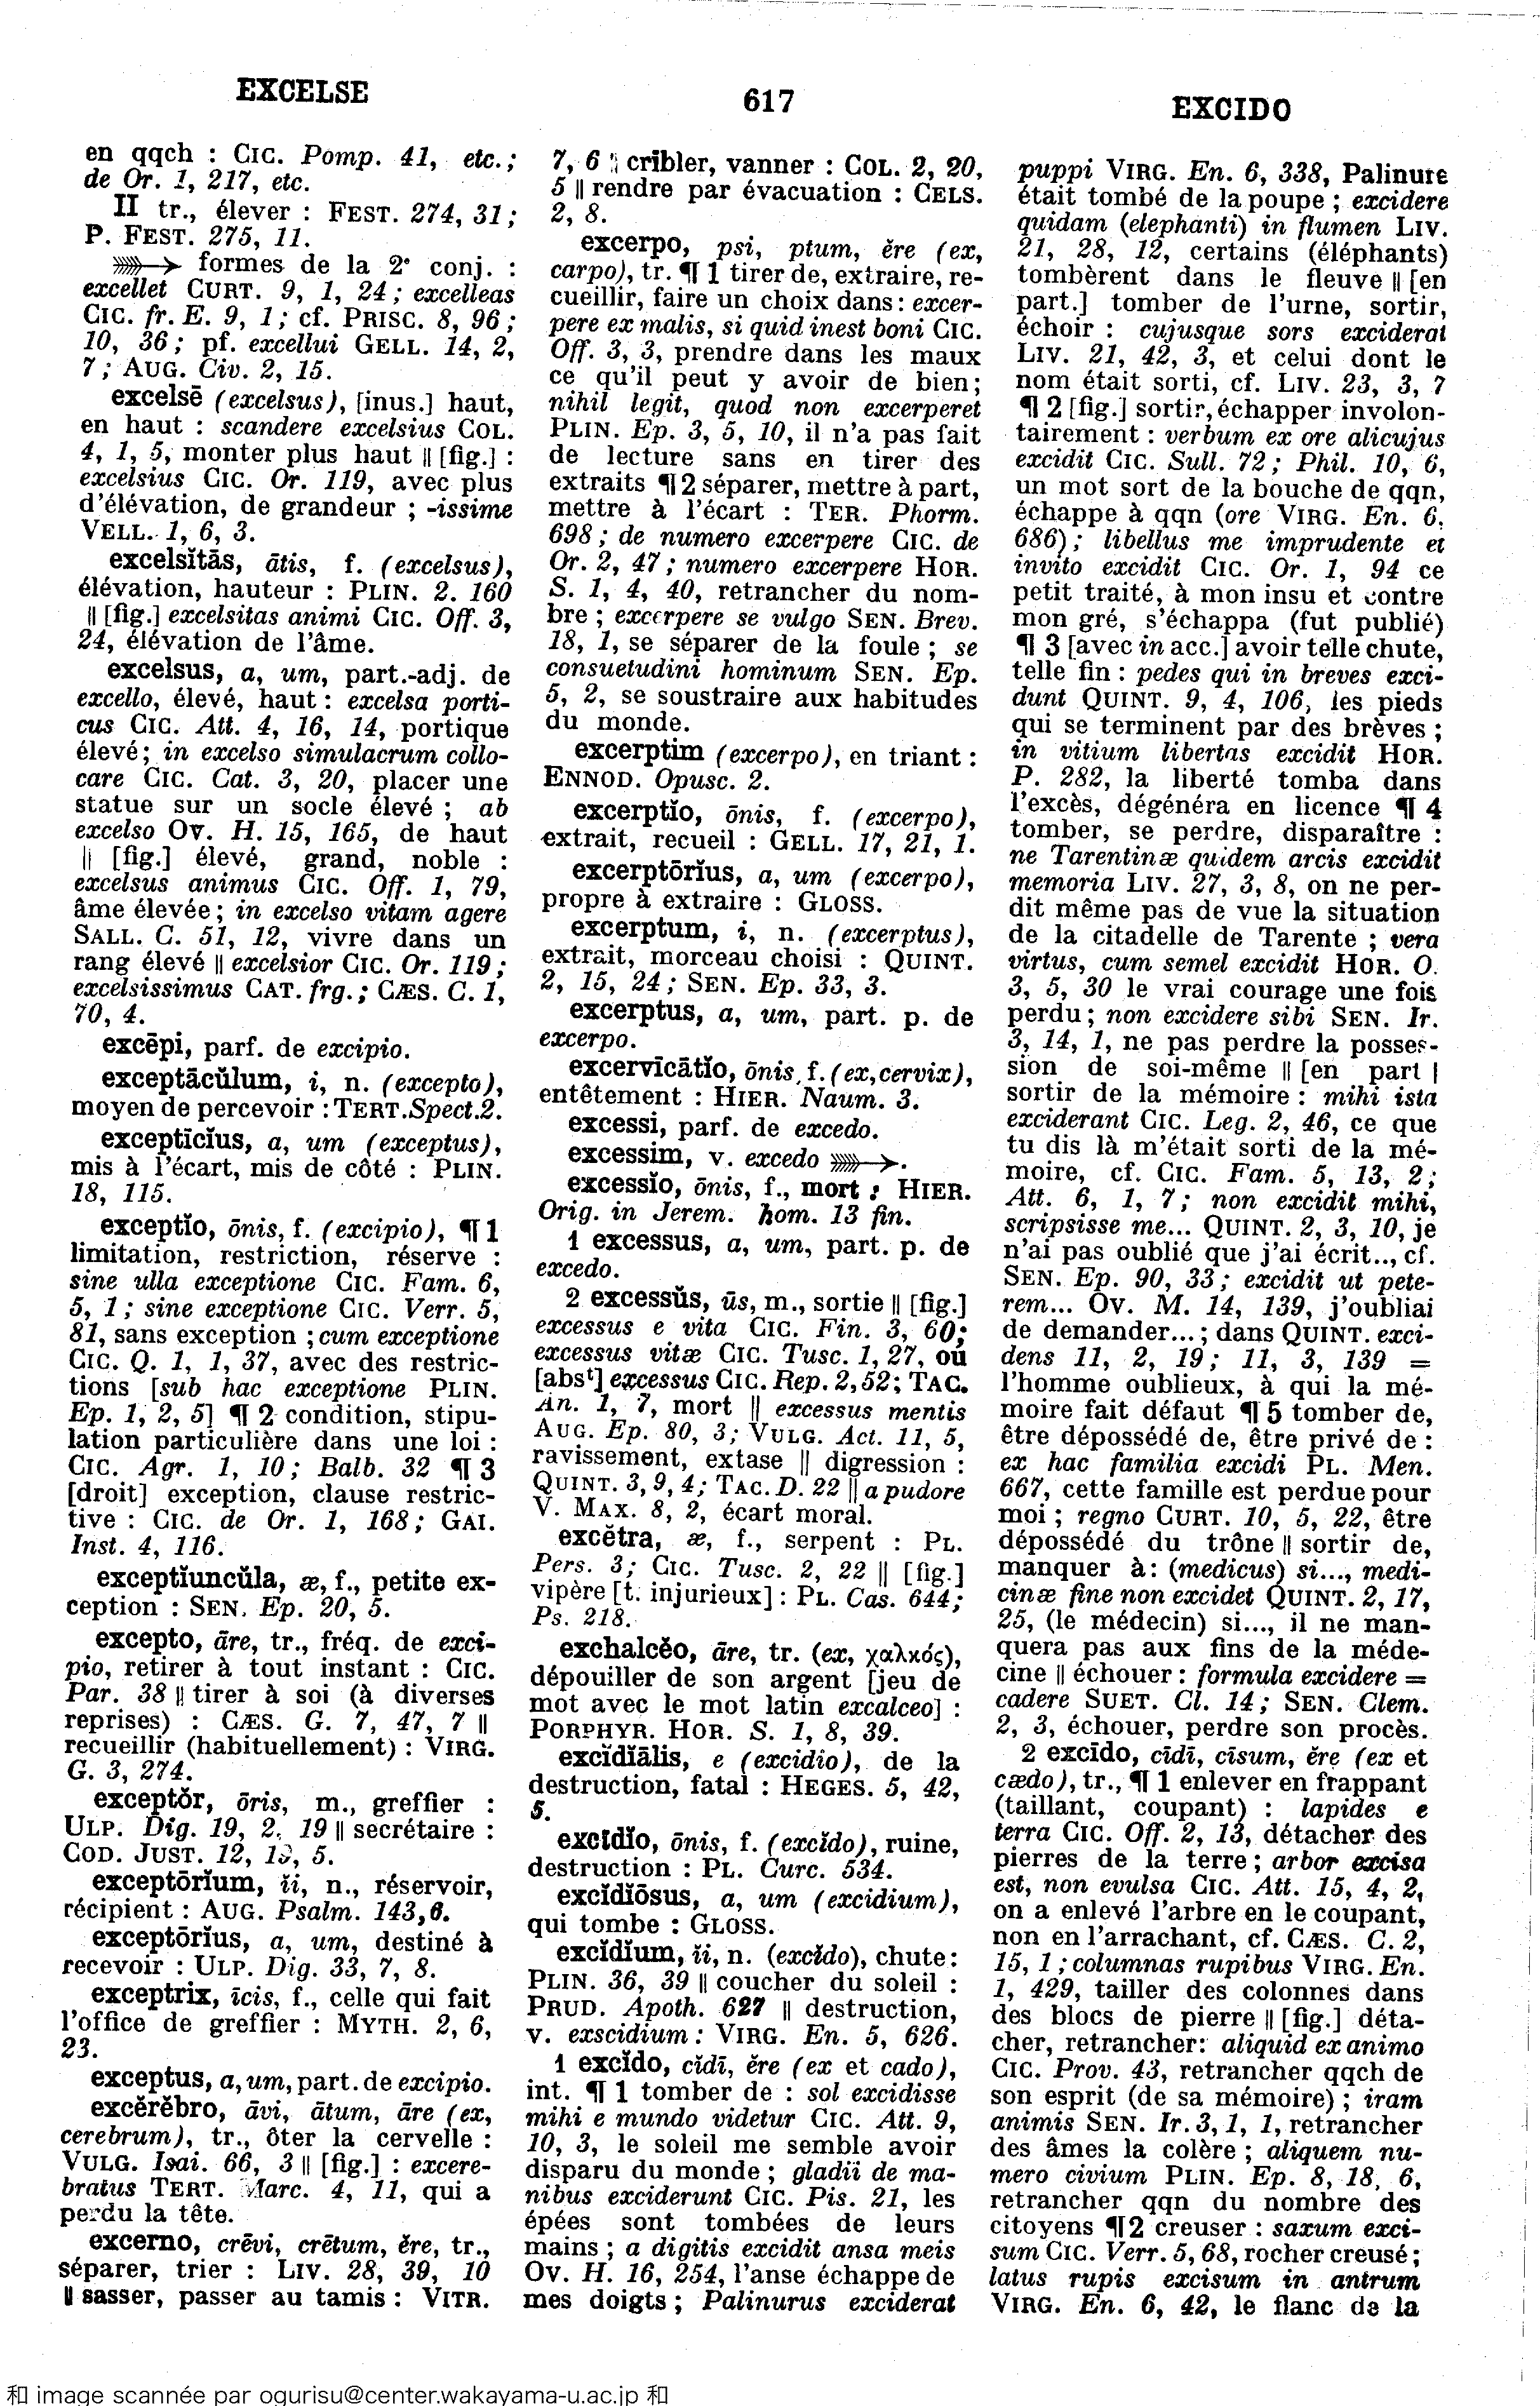 EXCELSE
617
EXCIDO
en qqch : CIC. Pomp. 41, etc.;
de Or. 1, 217, etc.
II tr., élever : FEST. 274, 31;
P. FEST. 275, 11.
formes de la 2e conj. :
excellet CURT. 9, 1, 24; excelleas
CIC. fr. E. 9, 1; cf. PRISC. 8, 96;
10, 36; pf. excellui GELL. 14, 2,
7; AUG. Civ. 2, 15.
excelsē (excelsus), [inus.] haut,
en haut : scandere excelsius COL.
4, 1, 5, monter plus haut || [fig.] :
excelsius CIC. Or. 119, avec plus
d'élévation, de grandeur ; -issime
VELL. 1, 6, 3.
excelsĭtās, ātis, f. (excelsus),
élévation, hauteur : PLIN. 2. 160
|| [fig.] excelsitas animi CIC. Off. 3,
24, élévation de l'âme.
excelsus, a, um, part.-adj. de
excello, élevé, haut : excelsa porti-
cus CIC. Att. 4, 16, 14, portique
élevé; in excelso simulacrum collo-
care CIC. Cat. 3, 20, placer une
statue sur un socle élevé ; ab
excelso OV. H. 15, 165, de haut
|| [fig.] élevé, grand, noble :
excelsus animus CIC. Off. 1, 79,
âme élevée; in excelso vitam agere
SALL. C. 51, 12, vivre dans un
rang élevé || excelsior CIC. Or. 119;
excelsissimus CAT. frg.; CÆS. C. 1,
70, 4.
excēpi, parf. de excipio.
exceptācŭlum, i, n. (excepto),
moyen de percevoir : TERT. Spect. 2.
exceptīcĭus, a, um (exceptus),
mis à l'écart, mis de côté : PLIN.
18, 115.
exceptĭo, ōnis, f. (excipio), ¶ 1
limitation, restriction, réserve :
sine ulla exceptione CIC. Fam. 6,
5, 1; sine exceptione CIC. Verr. 5,
81, sans exception ; cum exceptione
CIC. Q. 1, 1, 37, avec des restric-
tions [sub hac exceptione PLIN.
Ep. 1, 2, 5] ¶ 2 condition, stipu-
lation particulière dans une loi :
CIC. Agr. 1, 10; Balb. 32 ¶ 3
[droit] exception, clause restric-
tive : CIC. de Or. 1, 168; GAI.
Inst. 4, 116.
exceptĭuncŭla, æ, f., petite ex-
ception : SEN. Ep. 20, 5.
excepto, āre, tr., fréq. de exci-
pio, retirer à tout instant : CIC.
Par. 38 || tirer à soi (à diverses
reprises) : CÆS. G. 7, 47, 7 ||
recueillir (habituellement) : VIRG.
G. 3, 274.
exceptŏr, ōris, m., greffier :
ULP. Dig. 19, 2, 19 || secrétaire :
COD. JUST. 12, 5.
exceptōrĭum, ĭi, n., réservoir,
récipient : AUG. Psalm. 143, 6.
exceptōrĭus, a, um, destiné à
recevoir : ULP. Dig. 33, 7, 8.
exceptrix, īcis, f., celle qui fait
l'office de greffier : MYTH. 2, 6,
23.
exceptus, a, um, part. de excipio.
excĕrĕbro, āvi, ātum, āre (ex,
cerebrum), tr., ôter la cervelle :
VULG. Isai. 66, 3 || [fig.] : excere-
bratus TERT. Marc. 4, 11, qui a
perdu la tête.
excerno, crēvi, crētum, ĕre, tr.,
séparer, trier : LIV. 28, 39, 10
|| sasser, passer au tamis : VITR.
7, 6 ; cribler, vanner : COL. 2, 20,
5 || rendre par évacuation : CELS.
2, 8.
excerpo, psi, ptum, ĕre (ex,
carpo), tr. ¶ 1 tirer de, extraire, re-
cueillir, faire un choix dans : excer-
pere ex malis, si quid inest boni CIC.
Off. 3, 3, prendre dans les maux
ce qu'il peut y avoir de bien;
nihil legit, quod non excerperet
PLIN. Ep. 3, 5, 10, il n'a pas fait
de lecture sans en tirer des
extraits ¶ 2 séparer, mettre à part,
mettre à l'écart : TER. Phorm.
698; de numero excerpere CIC. de
Or. 2, 47; numero excerpere HOR.
S. 1, 4, 40, retrancher du nom-
bre ; excerpere se vulgo SEN. Brev.
18, 1, se séparer de la foule ; se
consuetudini hominum SEN. Ep.
5, 2, se soustraire aux habitudes
du monde.
excerptim (excerpo), en triant :
ENNOD. Opusc. 2.
excerptĭo, ōnis, f. (excerpo),
extrait, recueil : GELL. 17, 21, 1.
excerptōrĭus, a, um (excerpo),
propre à extraire : GLOSS.
excerptum, i, n. (excerptus),
extrait, morceau choisi : QUINT.
2, 15, 24; SEN. Ep. 33, 3.
excerptus, a, um, part. p. de
excerpo.
excervīcātĭo, ōnis, f. (ex, cervix),
entêtement : HIER. Naum. 3.
excessi, parf. de excedo.
excessim, v. excedo.
excessĭo, ōnis, f., mort : HIER.
Orig. in Jerem. hom. 13 fin.
1 excessus, a, um, part. p. de
excedo.
2 excessŭs, ūs, m., sortie || [fig.]
excessus e vita CIC. Fin. 3, 60;
excessus vitæ CIC. Tusc. 1, 27, ou
[abst] excessus CIC. Rep. 2, 52; TAC.
An. 1, 7, mort || excessus mentis
AUG. Ep. 80, 3; VULG. Act. 11, 5,
ravissement, extase || digression :
QUINT. 3, 9, 4; TAC. D. 22 || a pudore
V. MAX. 8, 2, écart moral.
excĕtra, æ, f., serpent : PL.
Pers. 3; CIC. Tusc. 2, 22 || [fig.]
vipère [t. injurieux] : PL. Cas. 644;
Ps. 218.
exchalcĕo, āre, tr. (ex, χαλκός),
dépouiller de son argent [jeu de
mot avec le mot latin excalceo] :
PORPHYR. HOR. S. 1, 8, 39.
excĭdĭālis, e (excidio), de la
destruction, fatal : HEGES. 5, 42,
5.
excĭdĭo, ōnis, f. (excĭdo), ruine,
destruction : PL. Curc. 534.
excĭdĭōsus, a, um (excidium),
qui tombe : GLOSS.
excĭdĭum, ĭi, n. (excĭdo), chute :
PLIN. 36, 39 || coucher du soleil :
PRUD. Apoth. 627 || destruction,
v. exscidium : VIRG. En. 5, 626.
1 excĭdo, cĭdī, ĕre (ex et cado),
int. ¶ 1 tomber de : sol excidisse
mihi e mundo videtur CIC. Att. 9,
10, 3, le soleil me semble avoir
disparu du monde ; gladii de ma-
nibus exciderunt CIC. Pis. 21, les
épées sont tombées de leurs
mains ; a digitis excidit ansa meis
OV. H. 16, 254, l'anse échappe de
mes doigts ; Palinurus exciderat
puppi VIRG. En. 6, 338, Palinure
était tombé de la poupe ; excidere
quidam (elephanti) in flumen LIV.
21, 28, 12, certains (éléphants)
tombèrent dans le fleuve || [en
part.] tomber de l'urne, sortir,
échoir : cujusque sors exciderat
LIV. 21, 42, 3, et celui dont le
nom était sorti, cf. LIV. 23, 3, 7
¶ 2 [fig.] sortir, échapper involon-
tairement : verbum ex ore alicujus
excidit CIC. Sull. 72; Phil. 10, 6,
un mot sort de la bouche de qqn,
échappe à qqn (ore VIRG. En. 6,
686); libellus me imprudente et
invito excidit CIC. Or. 1, 94 ce
petit traité, à mon insu et contre
mon gré, s'échappa (fut publié)
¶ 3 [avec in acc.] avoir telle chute,
telle fin : pedes qui in breves exci-
dunt QUINT. 9, 4, 106, les pieds
qui se terminent par des brèves ;
in vitium libertas excidit HOR.
P. 282, la liberté tomba dans
l'excès, dégénéra en licence ¶ 4
tomber, se perdre, disparaître :
ne Tarentinæ quidem arcis excidit
memoria LIV. 27, 3, 8, on ne per-
dit même pas de vue la situation
de la citadelle de Tarente ; vera
virtus, cum semel excidit HOR. O.
3, 5, 30 le vrai courage une fois
perdu ; non excidere sibi SEN. Ir.
3, 14, 1, ne pas perdre la posses-
sion de soi-même || [en part ]
sortir de la mémoire : mihi ista
exciderant CIC. Leg. 2, 46, ce que
tu dis là m'était sorti de la mé-
moire, cf. CIC. Fam. 5, 13, 2;
Att. 6, 1, 7; non excidit mihi,
scripsisse me... QUINT. 2, 3, 10, je
n'ai pas oublié que j'ai écrit.., cf.
SEN. Ep. 90, 33; excidit ut pete-
rem... OV. M. 14, 139, j'oubliai
de demander... ; dans QUINT. exci-
dens 11, 2, 19; 11, 3, 139 =
l'homme oublieux, à qui la mé-
moire fait défaut ¶ 5 tomber de,
être dépossédé de, être privé de :
ex hac familia excidi PL. Men.
667, cette famille est perdue pour
moi ; regno CURT. 10, 5, 22, être
dépossédé du trône || sortir de,
manquer à : (medicus) si..., medi-
cinæ fine non excidet QUINT. 2, 17,
25, (le médecin) si..., il ne man-
quera pas aux fins de la méde-
cine || échouer : formula excidere =
cadere SUET. Cl. 14; SEN. Clem.
2, 3, échouer, perdre son procès.
2 excīdo, cīdī, cīsum, ĕre (ex et
cædo), tr., ¶ 1 enlever en frappant
(taillant, coupant) : lapides e
terra CIC. Off. 2, 13, détacher des
pierres de la terre ; arbor excisa
est, non evulsa CIC. Att. 15, 4, 2,
on a enlevé l'arbre en le coupant,
non en l'arrachant, cf. CÆS. C. 2,
15, 1 ; columnas rupibus VIRG. En.
1, 429, tailler des colonnes dans
des blocs de pierre || [fig.] déta-
cher, retrancher : aliquid ex animo
CIC. Prov. 43, retrancher qqch de
son esprit (de sa mémoire) ; iram
animis SEN. Ir. 3, 1, 1, retrancher
des âmes la colère ; aliquem nu-
mero civium PLIN. Ep. 8, 18, 6,
retrancher qqn du nombre des
citoyens ¶ 2 creuser : saxum exci-
sum CIC. Verr. 5, 68, rocher creusé ;
latus rupis excisum in antrum
VIRG. En. 6, 42, le flanc de la
和 image scannée par ogurisu@center.wakayama-u.ac.jp 和